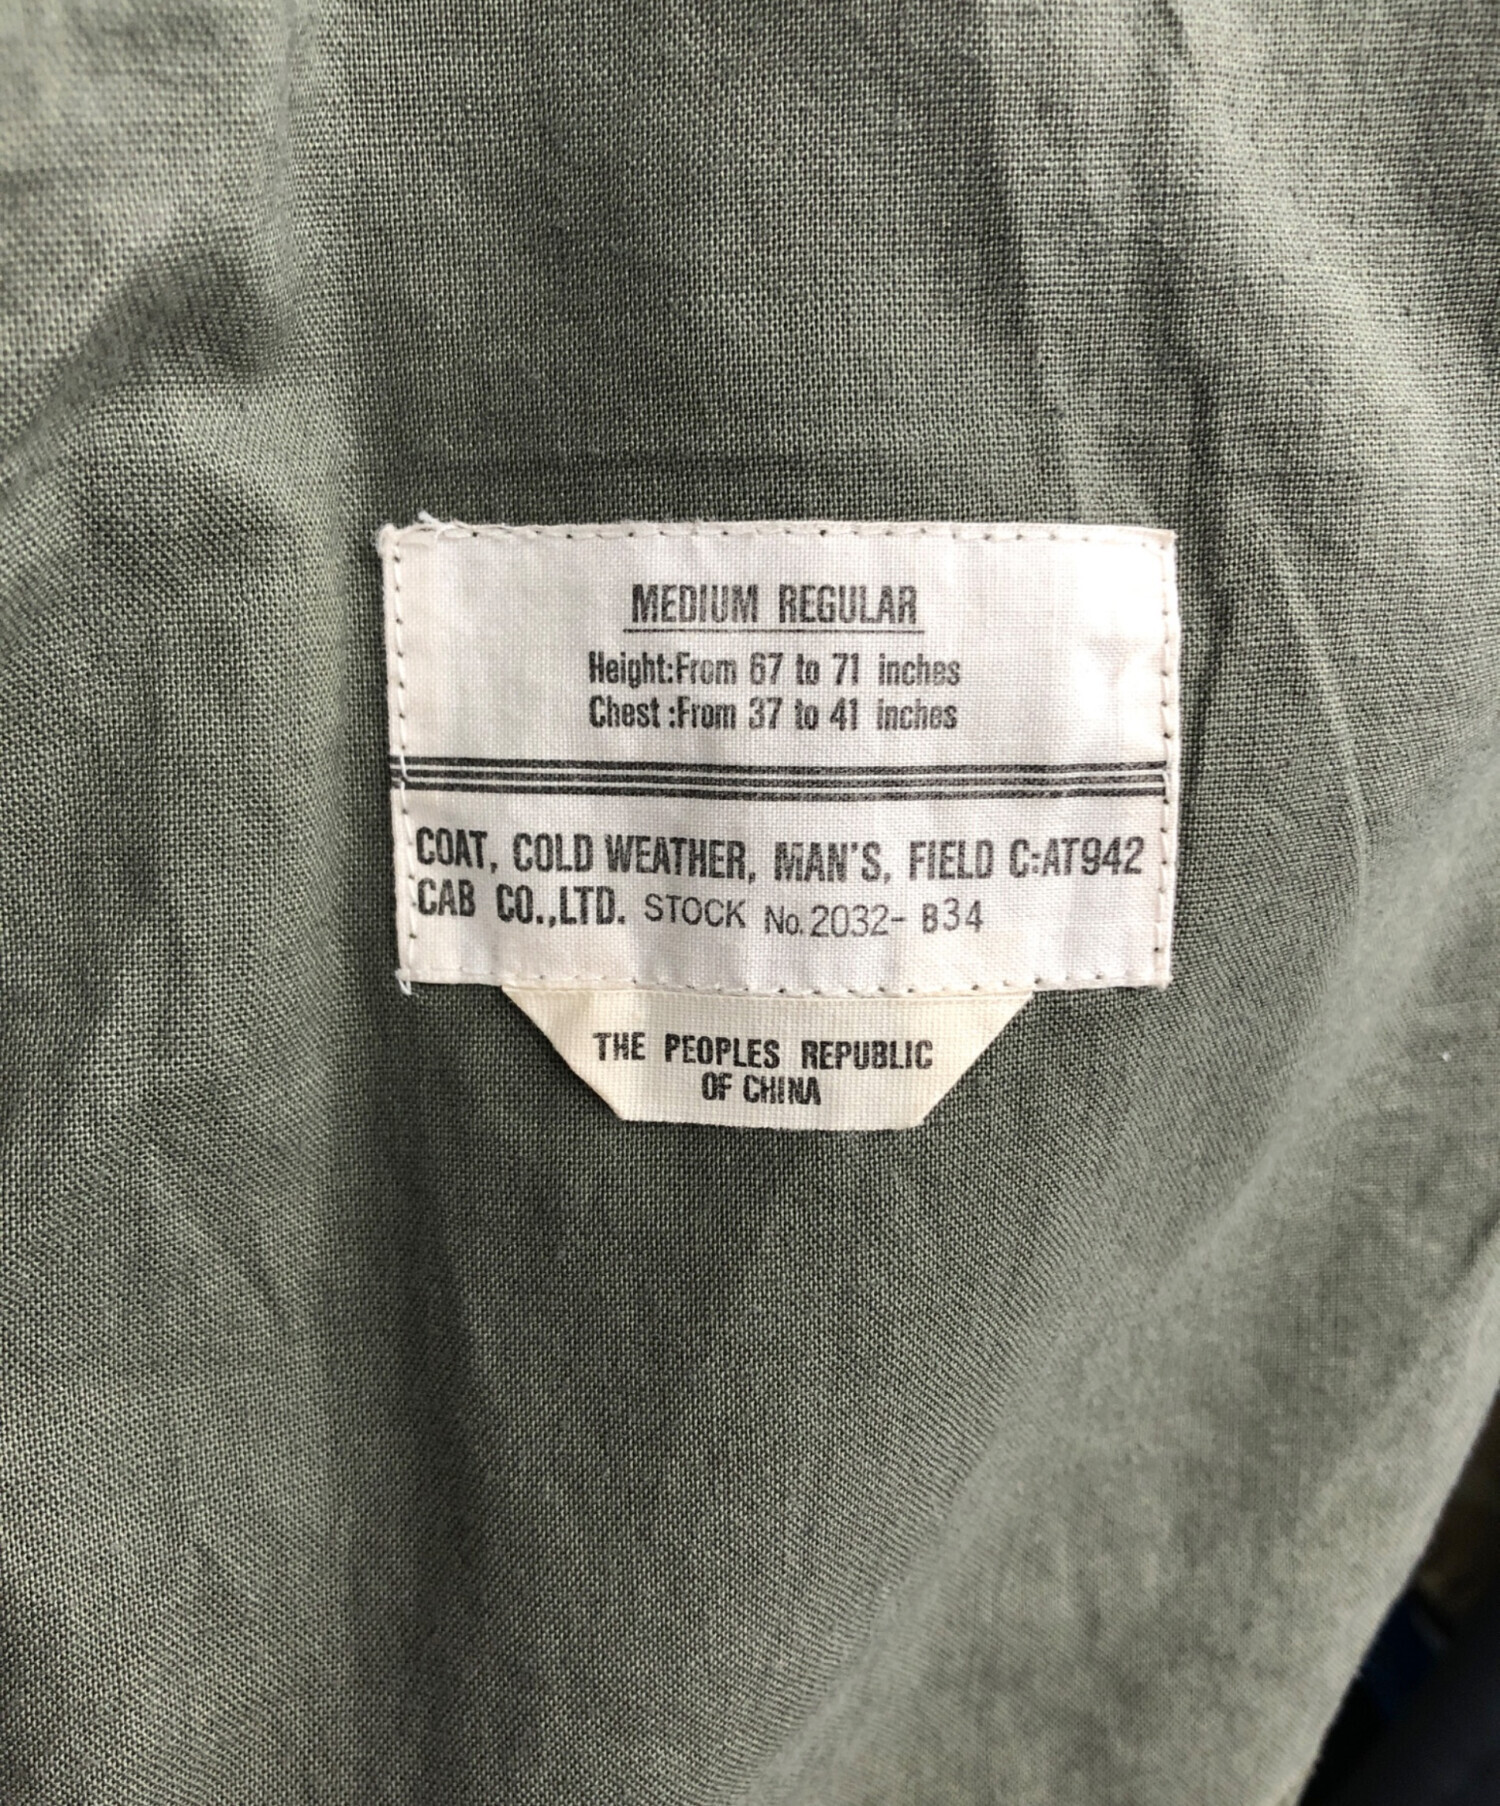 MEDIUM REGULAR
Height:From 67 to 71 inches
Chest :From 37 to 41 inches
COAT, COLD WEATHER, MAN'S, FIELD C:AT942
CAB CO.,LTD. STOCK No. 2032- B34
THE PEOPLES REPUBLIC
OF CHINA